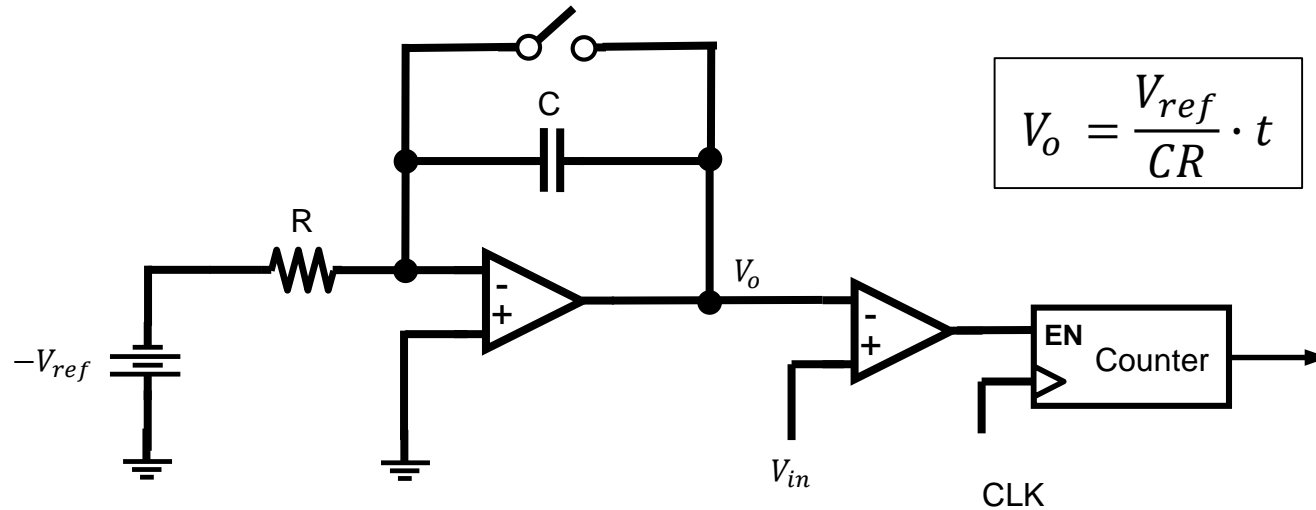 C
V_o = V_ref / CR · t
R
-
+
V_o
−V_ref
-
+
V_in
EN
Counter
CLK